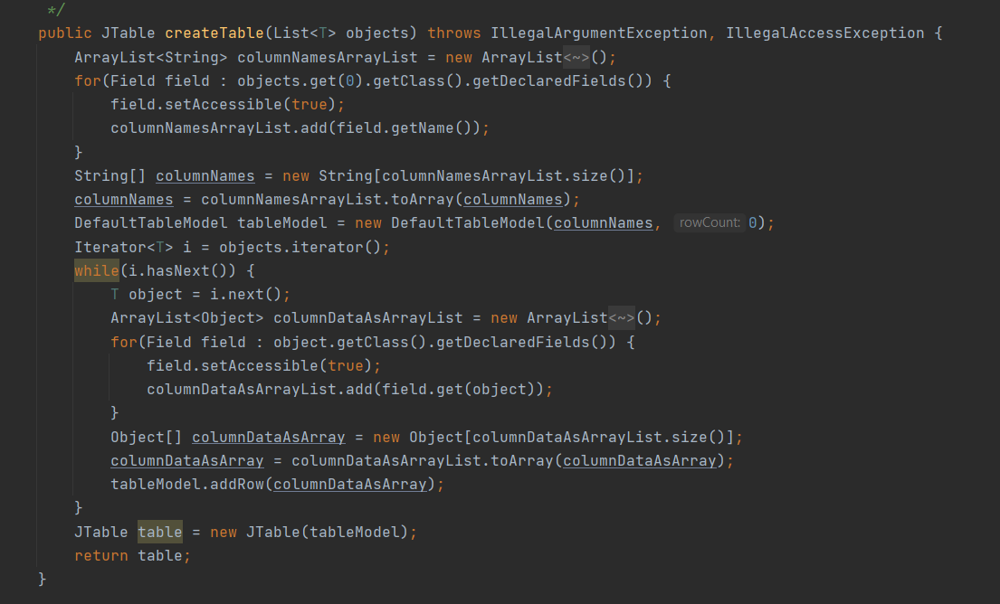 */
public JTable createTable(List<T> objects) throws IllegalArgumentException, IllegalAccessException {
ArrayList<String> columnNamesArrayList = new ArrayList<~>();
for(Field field : objects.get(0).getClass().getDeclaredFields()) {
field.setAccessible(true);
columnNamesArrayList.add(field.getName());
}
String[] columnNames = new String[columnNamesArrayList.size()];
columnNames = columnNamesArrayList.toArray(columnNames);
DefaultTableModel tableModel = new DefaultTableModel(columnNames, rowCount: 0);
Iterator<T> i = objects.iterator();
while(i.hasNext()) {
T object = i.next();
ArrayList<Object> columnDataAsArrayList = new ArrayList<~>();
for(Field field : object.getClass().getDeclaredFields()) {
field.setAccessible(true);
columnDataAsArrayList.add(field.get(object));
}
Object[] columnDataAsArray = new Object[columnDataAsArrayList.size()];
columnDataAsArray = columnDataAsArrayList.toArray(columnDataAsArray);
tableModel.addRow(columnDataAsArray);
}
JTable table = new JTable(tableModel);
return table;
}